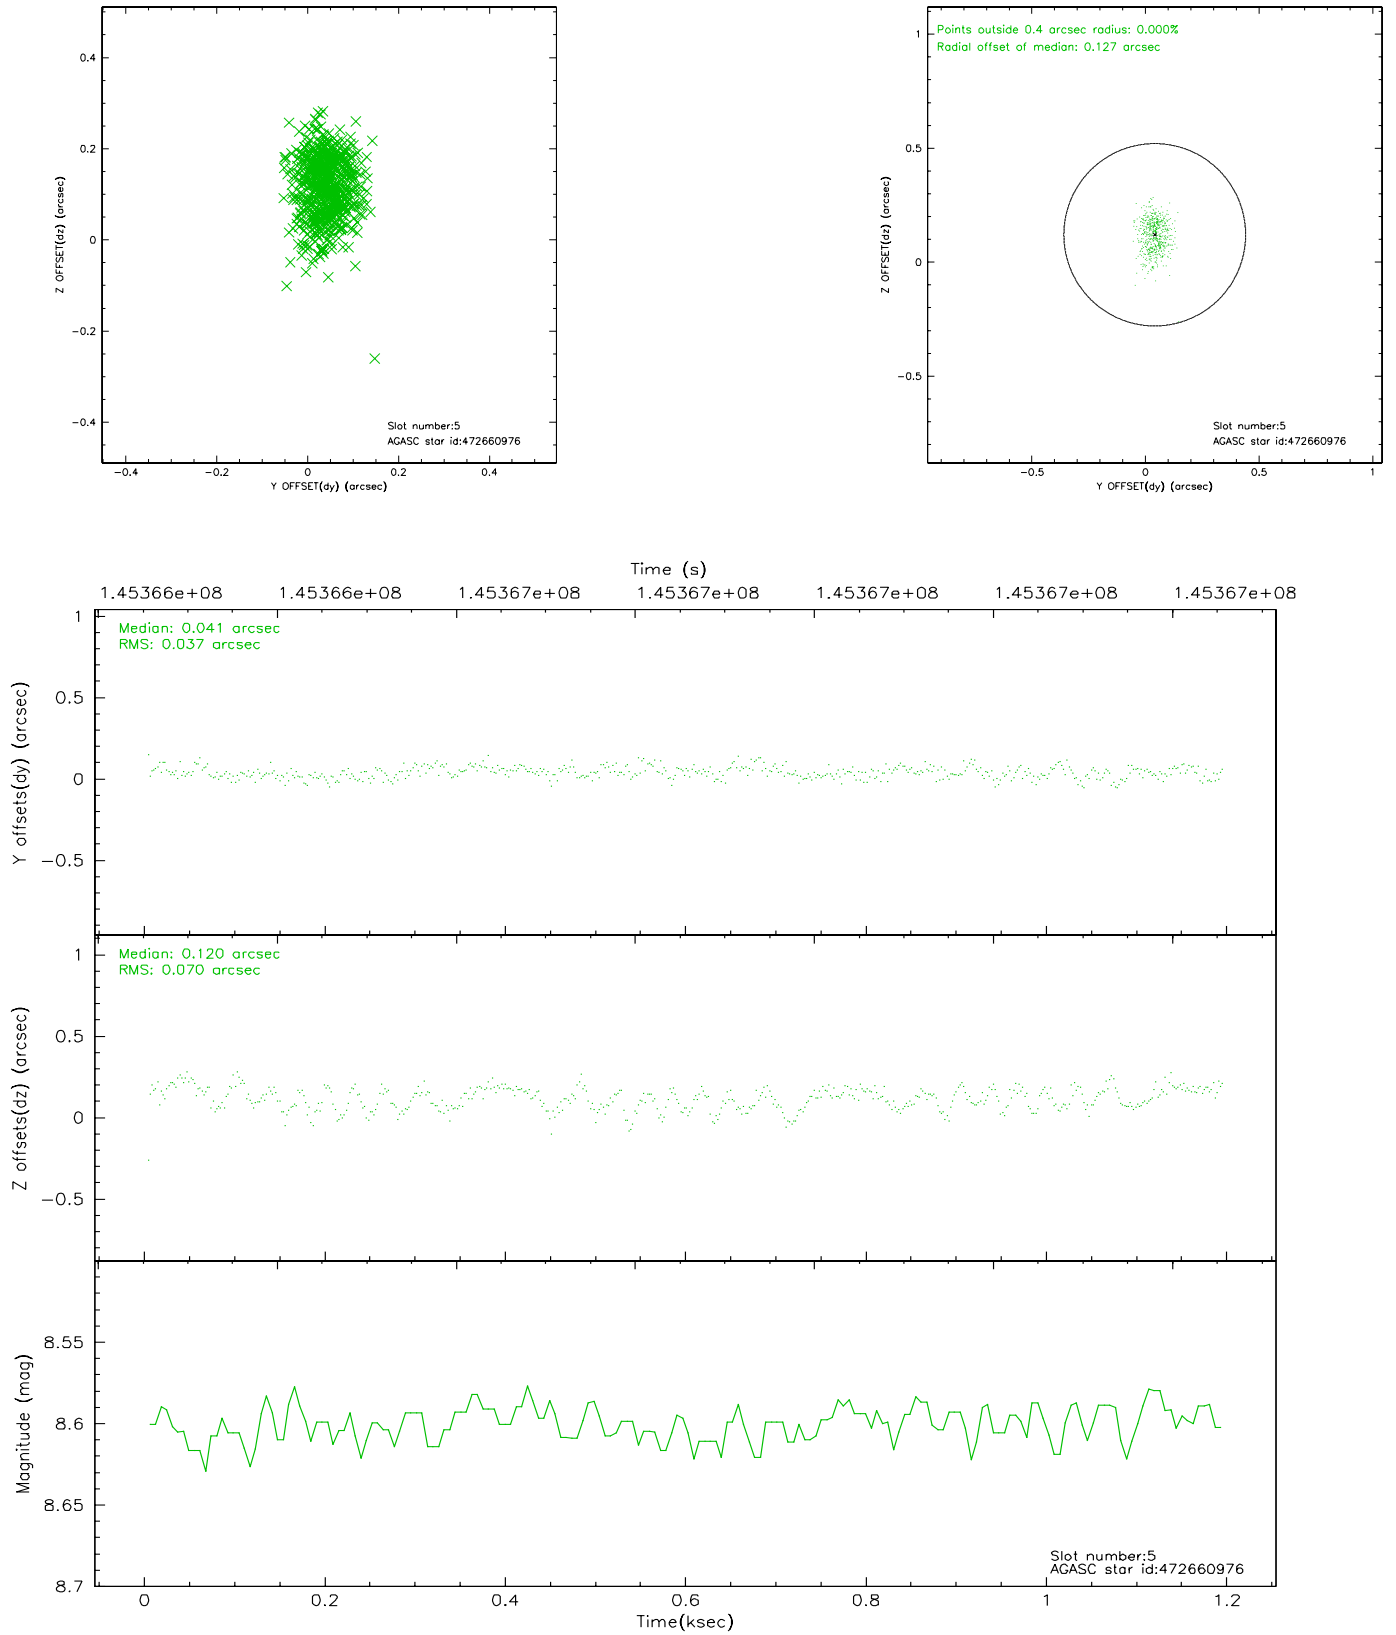 0.4
0.2
0
−0.2
−0.4
Z OFFSET(dz) (arcsec)
Slot number:5
AGASC star id:472660976
−0.4 −0.2 0 0.2 0.4
Y OFFSET(dy) (arcsec)
Points outside 0.4 arcsec radius: 0.000%
Radial offset of median: 0.127 arcsec
1
0.5
0
−0.5
Z OFFSET(dz) (arcsec)
Slot number:5
AGASC star id:472660976
−0.5 0 0.5 1
Y OFFSET(dy) (arcsec)
Time (s)
1.45366e+08 1.45366e+08 1.45367e+08 1.45367e+08 1.45367e+08 1.45367e+08 1.45367e+08
Median: 0.041 arcsec
RMS: 0.037 arcsec
1
0.5
0
−0.5
Y offsets(dy) (arcsec)
Median: 0.120 arcsec
RMS: 0.070 arcsec
1
0.5
0
−0.5
Z offsets(dz) (arcsec)
8.55
8.6
8.65
8.7
Magnitude (mag)
Slot number:5
AGASC star id:472660976
0 0.2 0.4 0.6 0.8 1 1.2
Time(ksec)